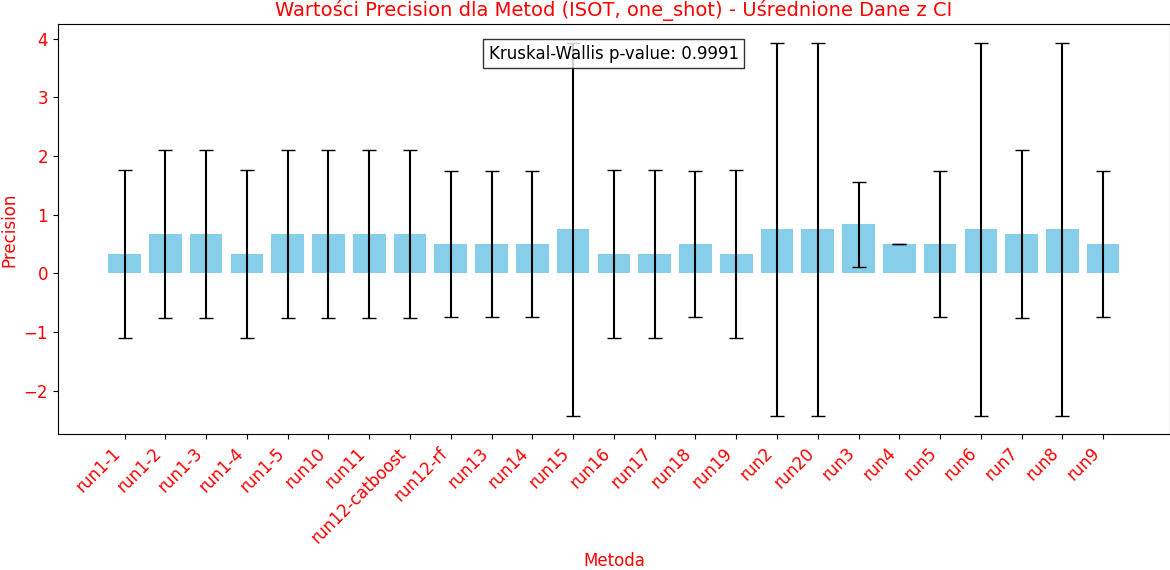 Wartości Precision dla Metod (ISOT, one_shot) - Uśrednione Dane z CI
Kruskal-Wallis p-value: 0.9991
Precision
4
3
2
1
0
−1
−2
run1-1
run1-2
run1-3
run1-4
run1-5
run10
run11
run12-catboost
run12-rf
run13
run14
run15
run16
run17
run18
run19
run2
run20
run3
run4
run5
run6
run7
run8
run9
Metoda